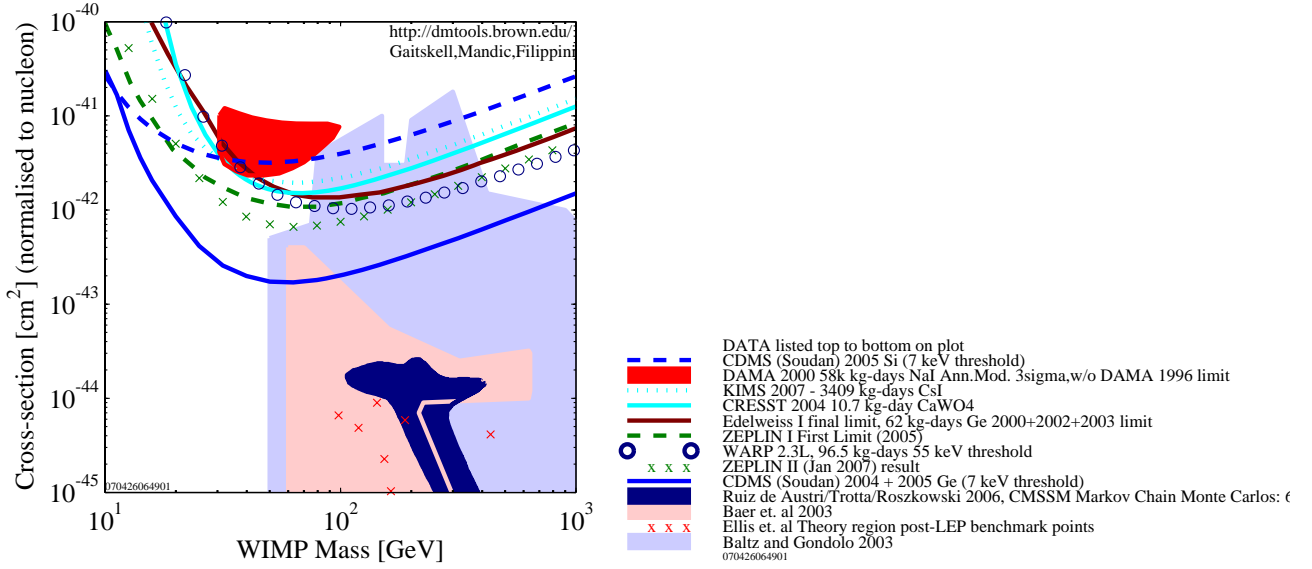 http://dmtools.brown.edu/
Gaitskell,Mandic,Filippini
10^-40
10^-41
10^-42
10^-43
10^-44
10^-45
Cross-section [cm^2] (normalised to nucleon)
070426064901
10^1
10^2
10^3
WIMP Mass [GeV]
DATA listed top to bottom on plot
CDMS (Soudan) 2005 Si (7 keV threshold)
DAMA 2000 58k kg-days NaI Ann.Mod. 3sigma,w/o DAMA 1996 limit
KIMS 2007 - 3409 kg-days CsI
CRESST 2004 10.7 kg-day CaWO4
Edelweiss I final limit, 62 kg-days Ge 2000+2002+2003 limit
ZEPLIN I First Limit (2005)
WARP 2.3L, 96.5 kg-days 55 keV threshold
x x x ZEPLIN II (Jan 2007) result
CDMS (Soudan) 2004 + 2005 Ge (7 keV threshold)
Ruiz de Austri/Trotta/Roszkowski 2006, CMSSM Markov Chain Monte Carlos:
Baer et. al 2003
x x x Ellis et. al Theory region post-LEP benchmark points
Baltz and Gondolo 2003
070426064901